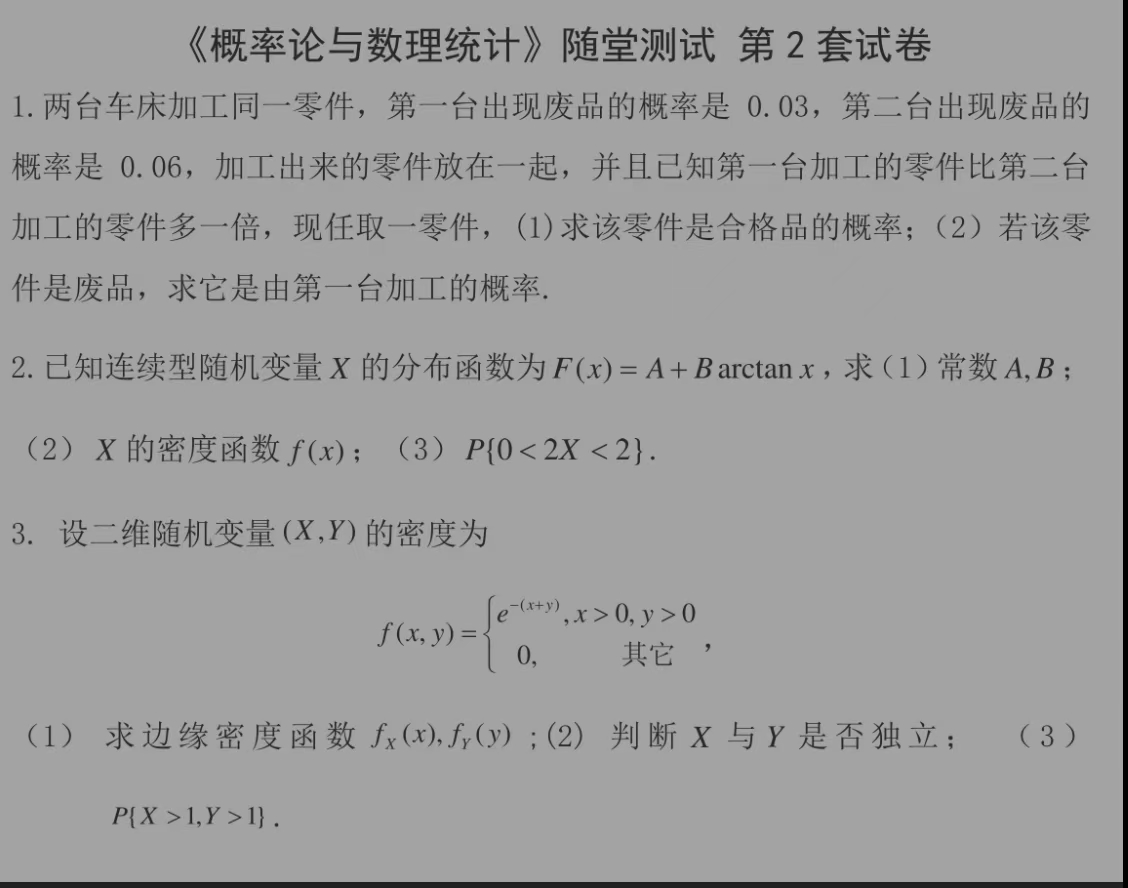 《概率论与数理统计》随堂测试 第 2 套试卷
1. 两台车床加工同一零件，第一台出现废品的概率是 0.03，第二台出现废品的
概率是 0.06，加工出来的零件放在一起，并且已知第一台加工的零件比第二台
加工的零件多一倍，现任取一零件，(1)求该零件是合格品的概率；（2）若该零
件是废品，求它是由第一台加工的概率.
2. 已知连续型随机变量 X 的分布函数为 F(x) = A + B arctan x，求（1）常数 A, B；
（2） X 的密度函数 f(x)；（3） P{0 < 2X < 2}.
3. 设二维随机变量 (X,Y) 的密度为
f(x, y) = { e^{-(x+y)}, x > 0, y > 0
0, 其它 ，
（1） 求边缘密度函数 f_X(x), f_Y(y) ;(2) 判断 X 与 Y 是否独立； （3）
P{X >1,Y >1}.